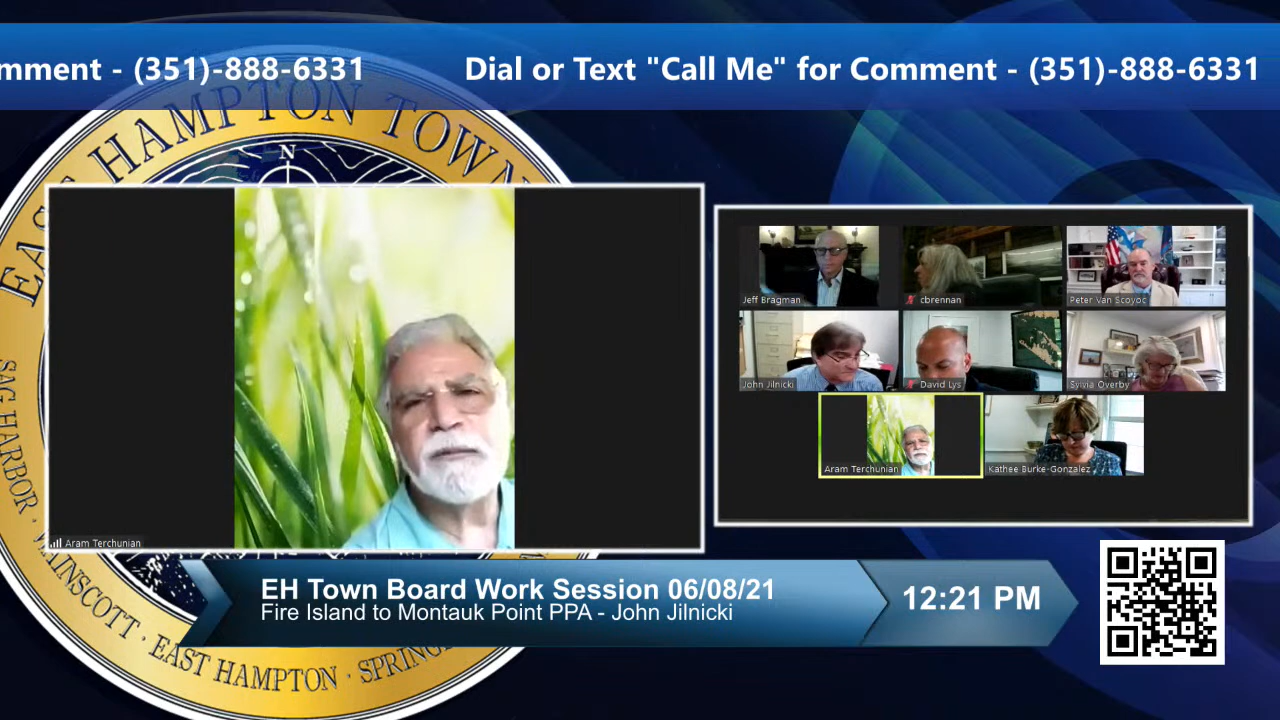 mment - (351)-888-6331
Dial or Text "Call Me" for Comment - (351)-888-6331
EAST HAMPTON TOWN
N
SAG HARBOR · WAINSCOTT · EAST HAMPTON ·
Aram Terchunian
Jeff Bragman
cbrennan
Peter Van Scoyoc
John Jilnicki
David Lys
Sylvia Overby
Aram Terchunian
Kathee Burke-Gonzalez
EH Town Board Work Session 06/08/21
Fire Island to Montauk Point PPA - John Jilnicki
12:21 PM